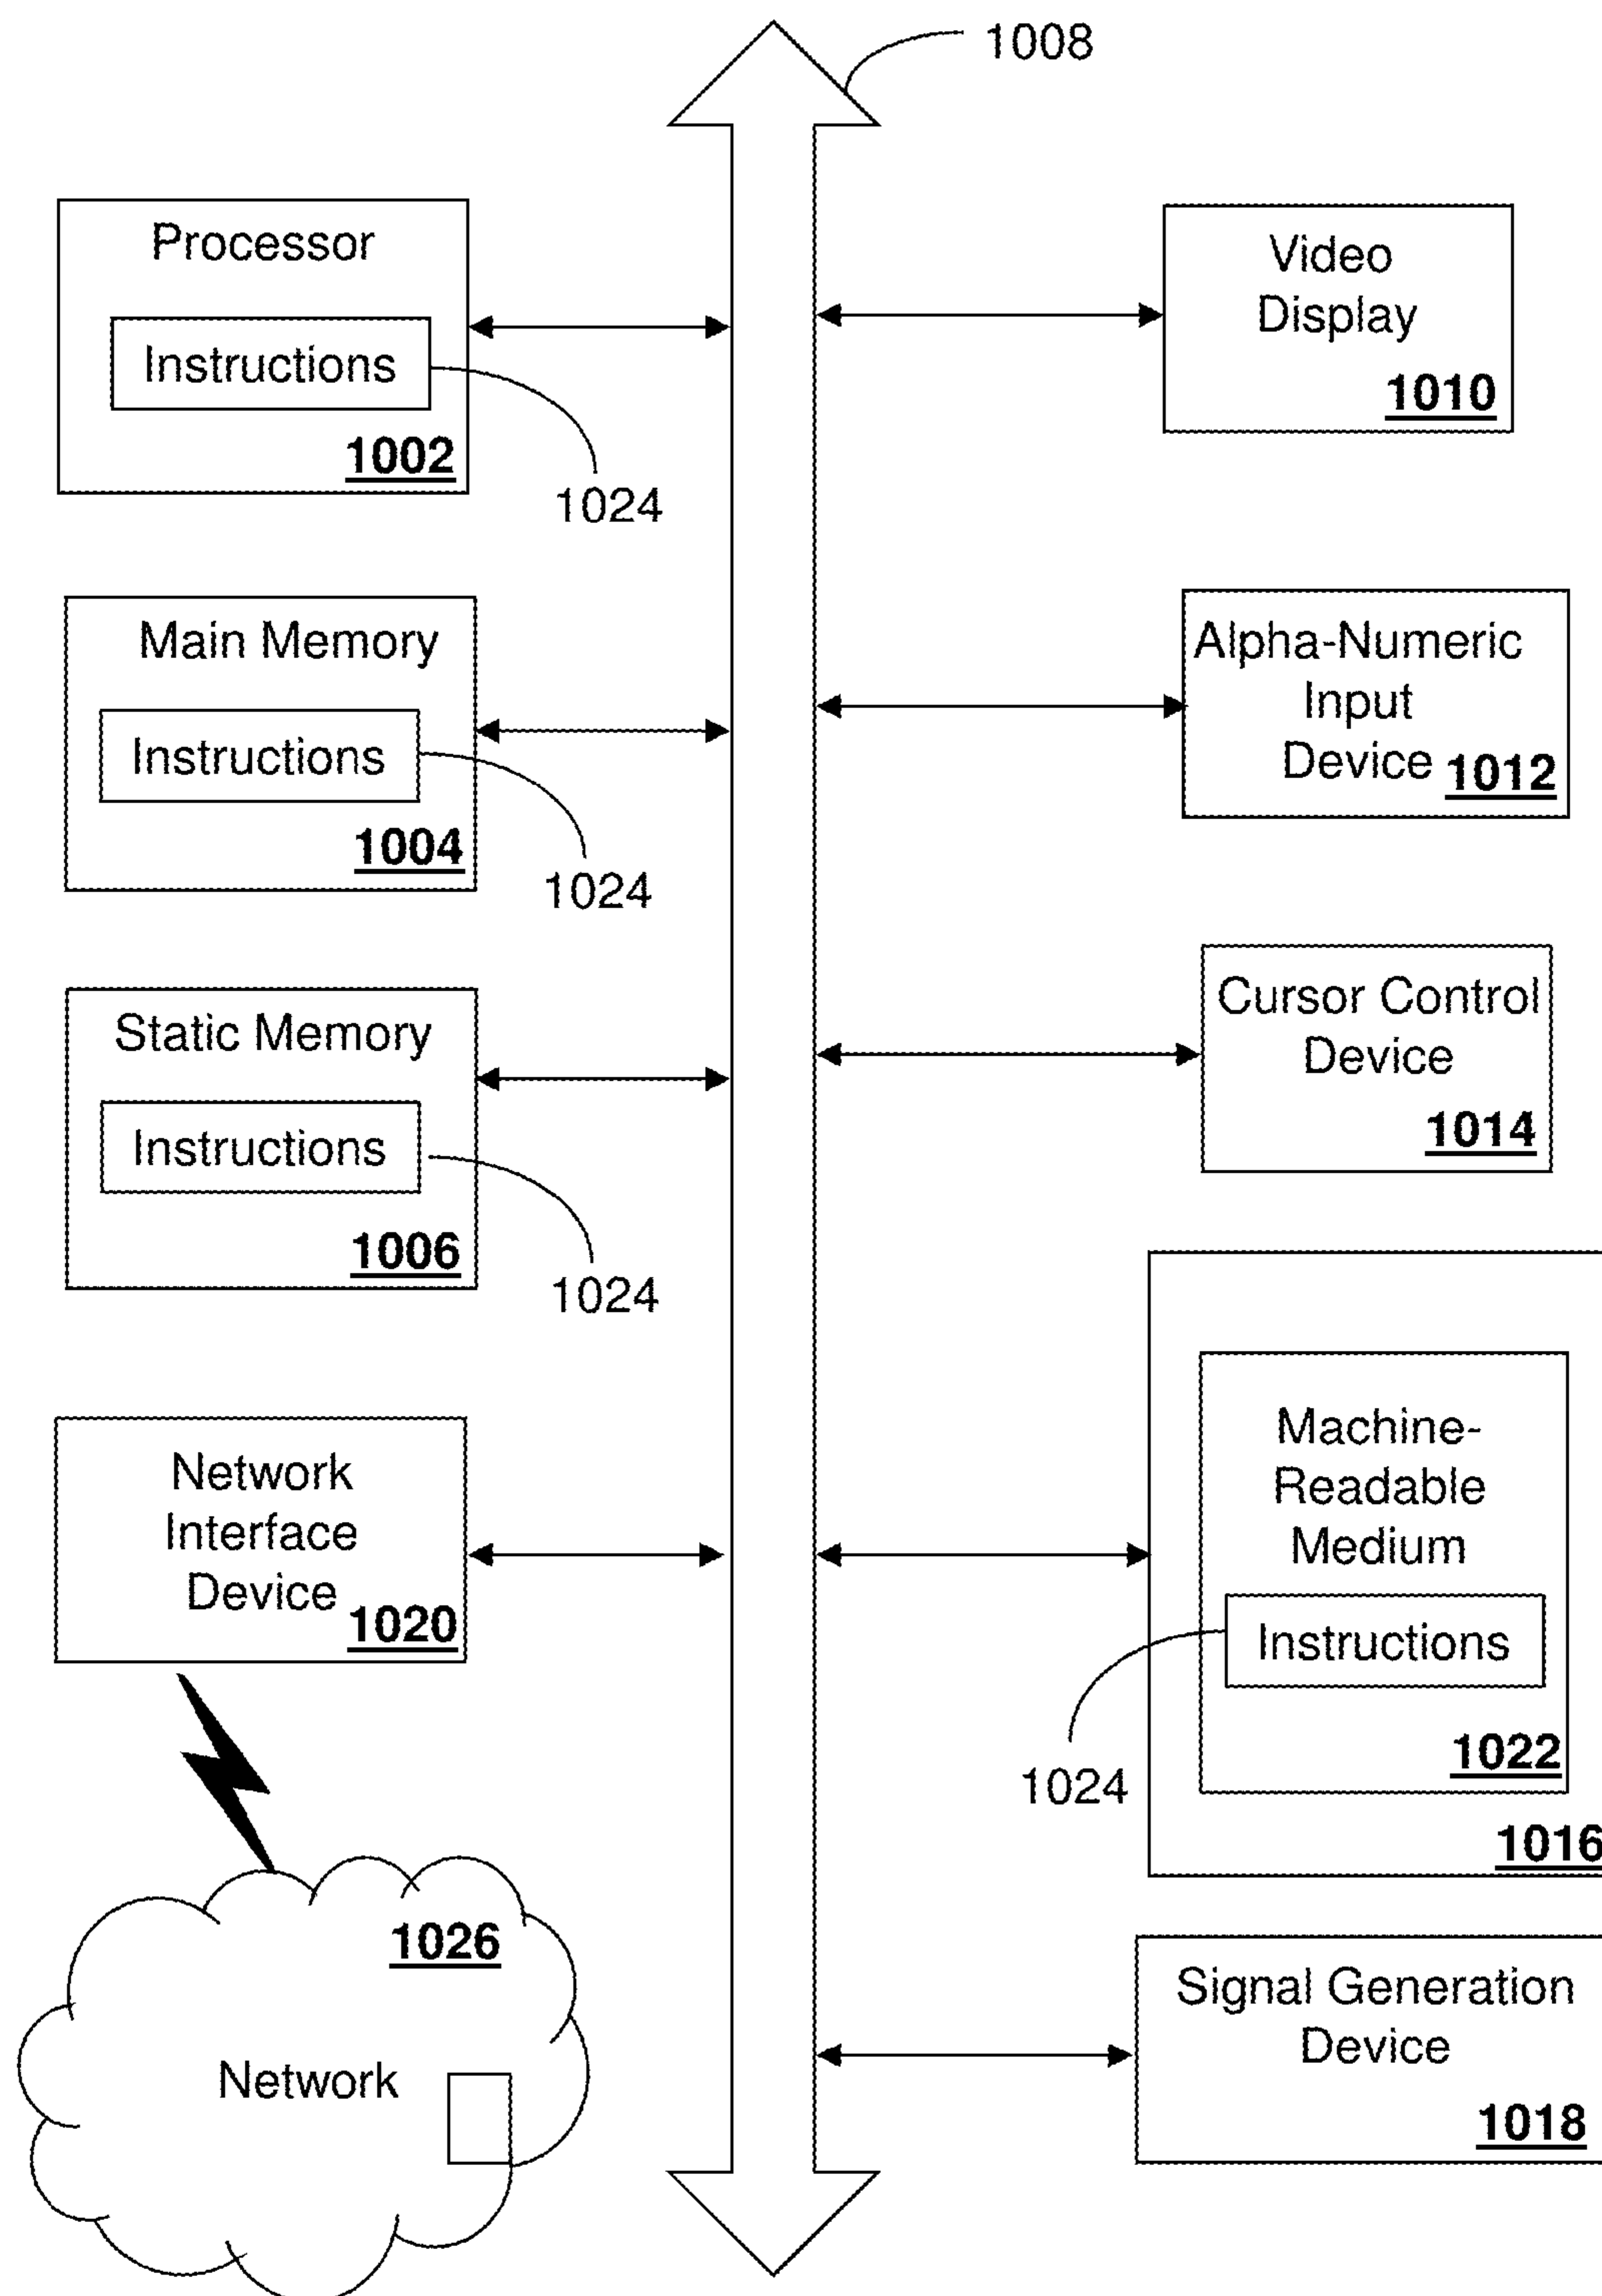 1008
Processor
Instructions
1002
1024
Main Memory
Instructions
1004
1024
Static Memory
Instructions
1006
1024
Network
Interface
Device
1020
1026
Network
Video
Display
1010
Alpha-Numeric
Input
Device 1012
Cursor Control
Device
1014
Machine-
Readable
Medium
Instructions
1022
1024
1016
Signal Generation
Device
1018